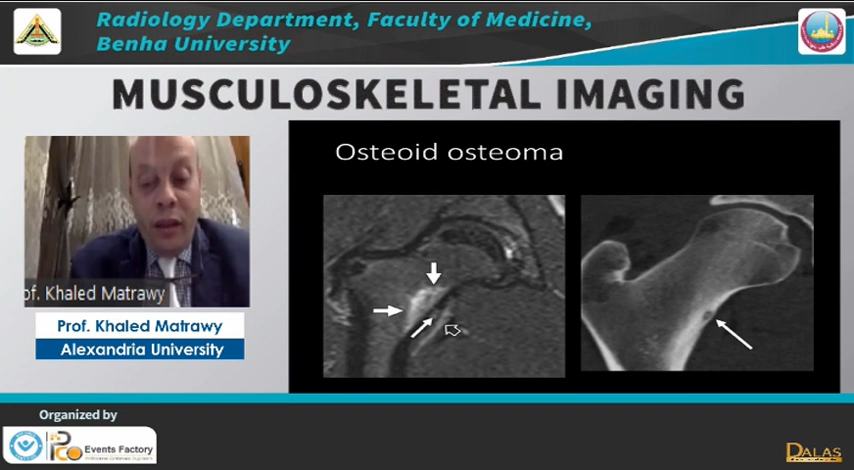 Radiology Department, Faculty of Medicine,
Benha University
MUSCULOSKELETAL IMAGING
Osteoid osteoma
of. Khaled Matrawy
Prof. Khaled Matrawy
Alexandria University
Organized by
Events Factory
DALAS